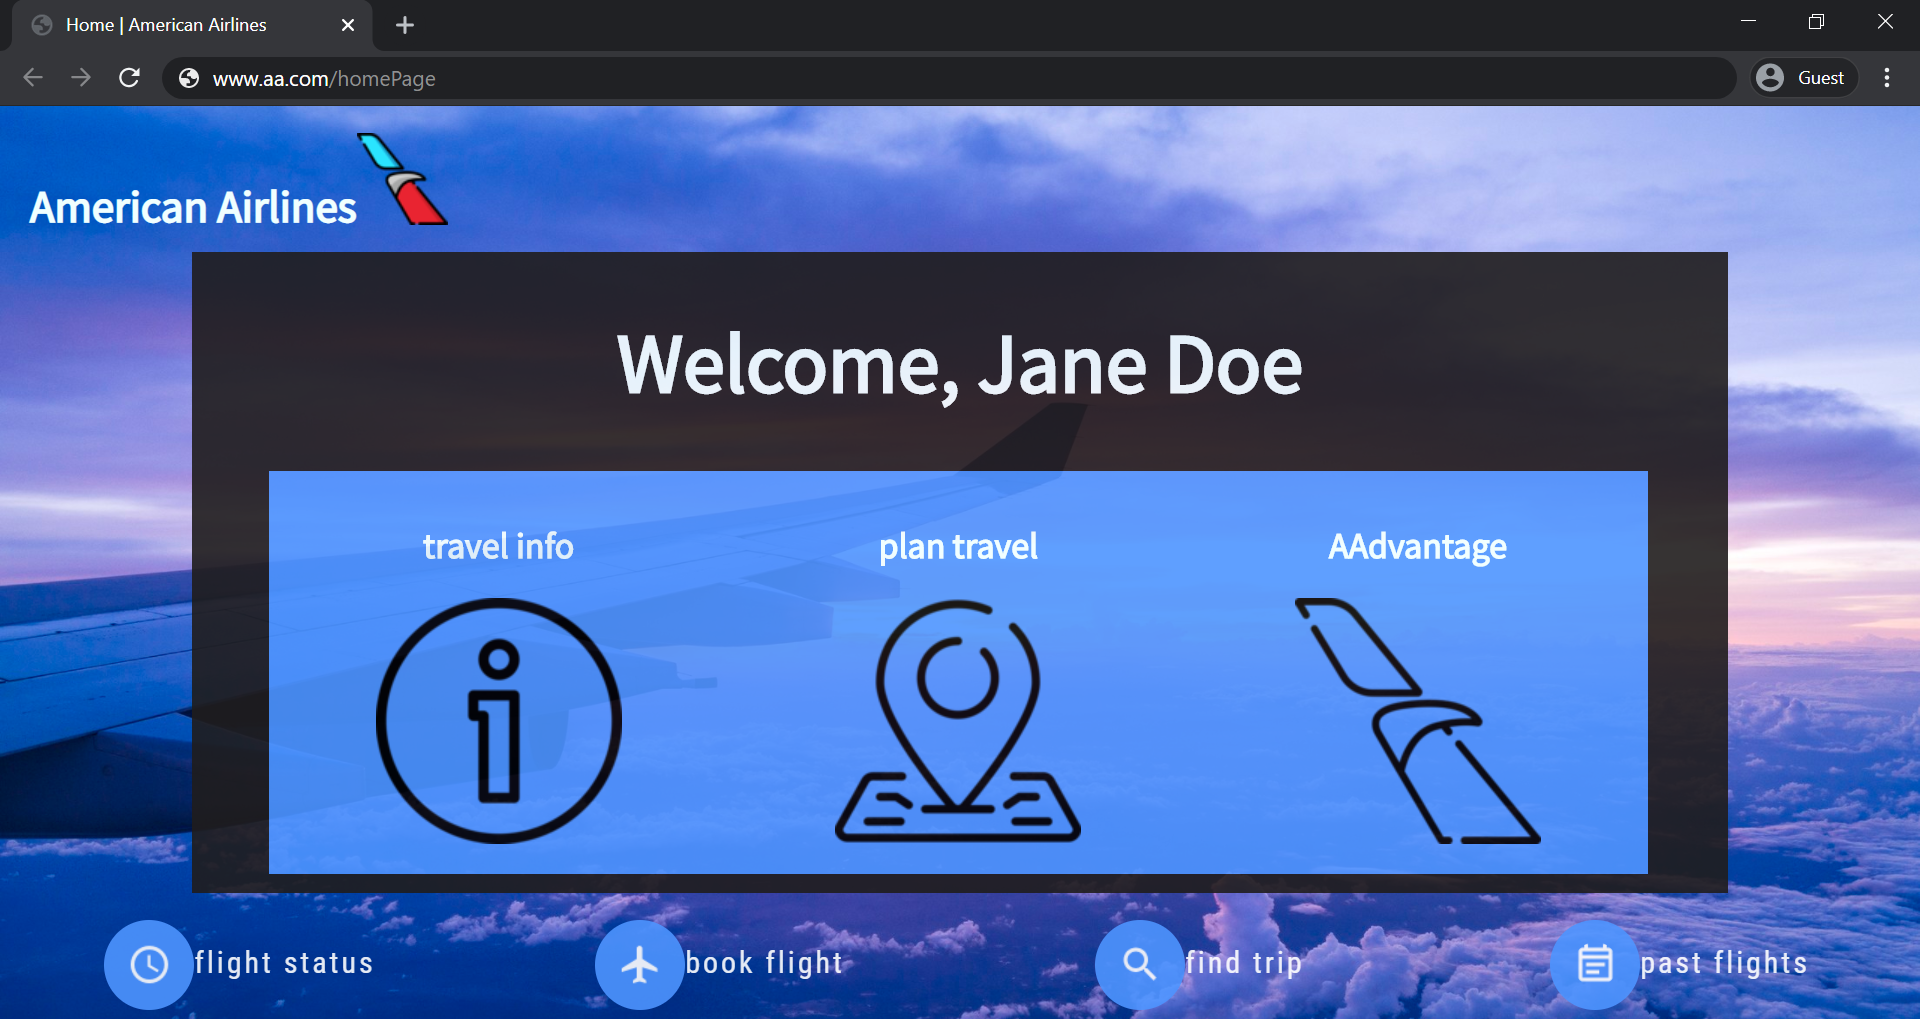 Home | American Airlines
www.aa.com/homePage
Guest
American Airlines
Welcome, Jane Doe
travel info
plan travel
AAdvantage
flight status
book flight
find trip
past flights